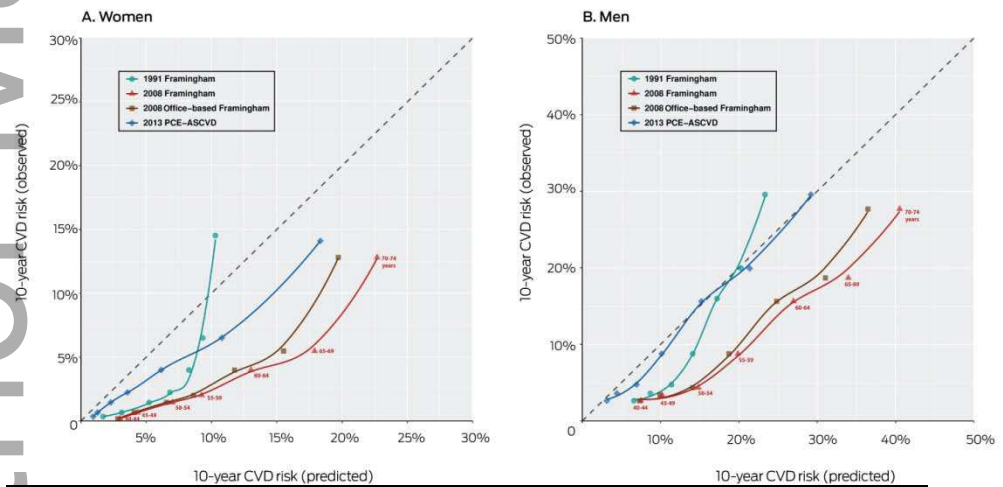 A. Women
30%
25%
20%
15%
10%
5%
0
5%
10%
15%
20%
25%
30%
10-year CVD risk (observed)
10-year CVD risk (predicted)
1991 Framingham
2008 Framingham
2008 Office-based Framingham
2013 PCE-ASCVD
45-49
50-54
55-59
60-64
65-69
70-74
years
B. Men
50%
40%
30%
20%
10%
0
10%
20%
30%
40%
50%
10-year CVD risk (observed)
10-year CVD risk (predicted)
1991 Framingham
2008 Framingham
2008 Office-based Framingham
2013 PCE-ASCVD
40-44
45-49
50-54
55-59
60-64
65-69
70-74
years